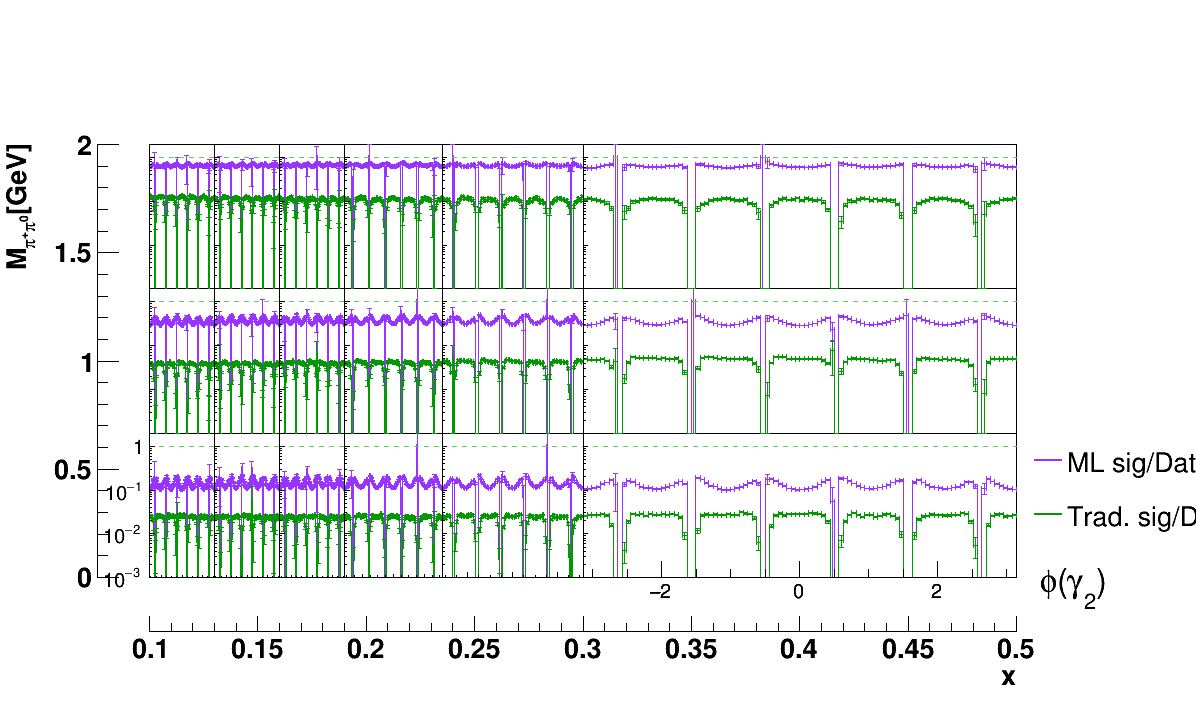 M_{π⁺π⁰}[GeV]
2
1.5
1
0.5
0
1
10⁻¹
10⁻²
10⁻³
ML sig/Dat
Trad. sig/D
−2 0 2
ϕ(γ₂)
0.1 0.15 0.2 0.25 0.3 0.35 0.4 0.45 0.5
x